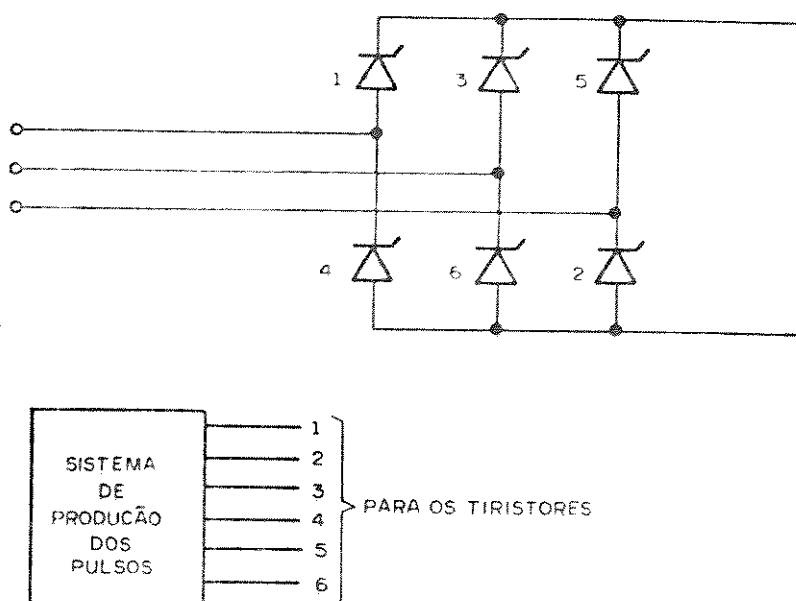 1
3
5
4
6
2
SISTEMA
DE
PRODUCÃO
DOS
PULSOS
1
2
3
4
5
6
PARA OS TIRISTORES